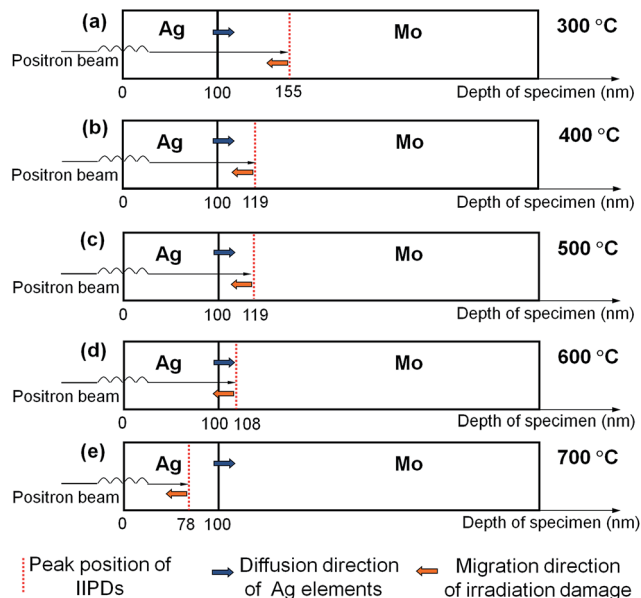 (a) Ag Mo 300 °C
Positron beam
0 100 155 Depth of specimen (nm)
(b) Ag Mo 400 °C
Positron beam
0 100 119 Depth of specimen (nm)
(c) Ag Mo 500 °C
Positron beam
0 100 119 Depth of specimen (nm)
(d) Ag Mo 600 °C
Positron beam
0 100 108 Depth of specimen (nm)
(e) Ag Mo 700 °C
Positron beam
0 78 100 Depth of specimen (nm)
Peak position of
IIPDs
Diffusion direction
of Ag elements
Migration direction
of irradiation damage